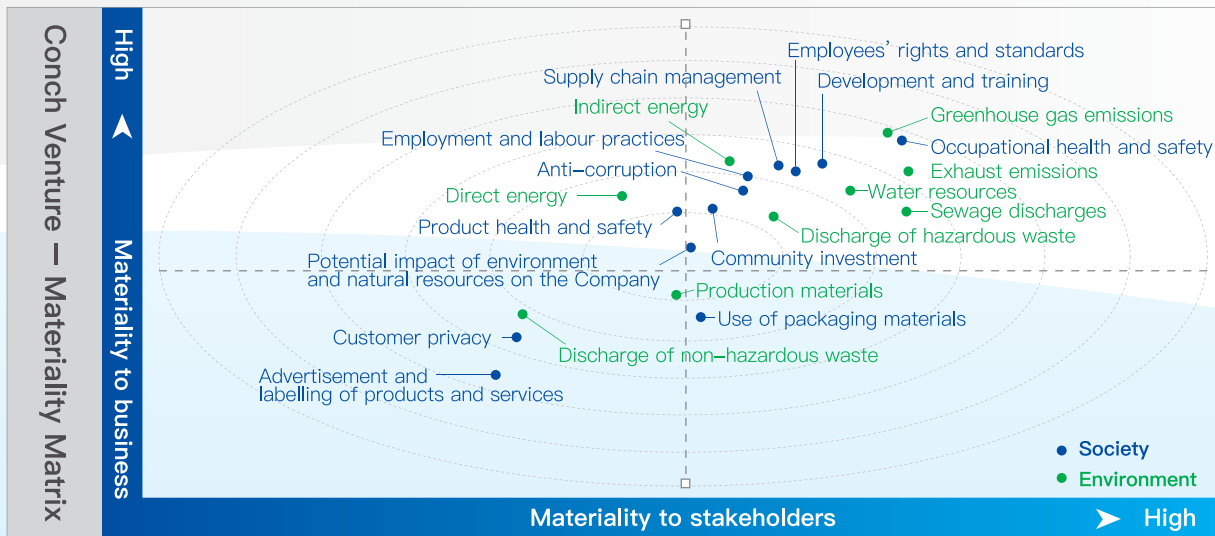 Conch Venture – Materiality Matrix
High
Materiality to business
Employees' rights and standards
Supply chain management
Development and training
Indirect energy
Greenhouse gas emissions
Employment and labour practices
Occupational health and safety
Anti-corruption
Exhaust emissions
Direct energy
Water resources
Sewage discharges
Product health and safety
Discharge of hazardous waste
Potential impact of environment
and natural resources on the Company
Community investment
Production materials
Use of packaging materials
Customer privacy
Discharge of non-hazardous waste
Advertisement and
labelling of products and services
Society
Environment
Materiality to stakeholders
High